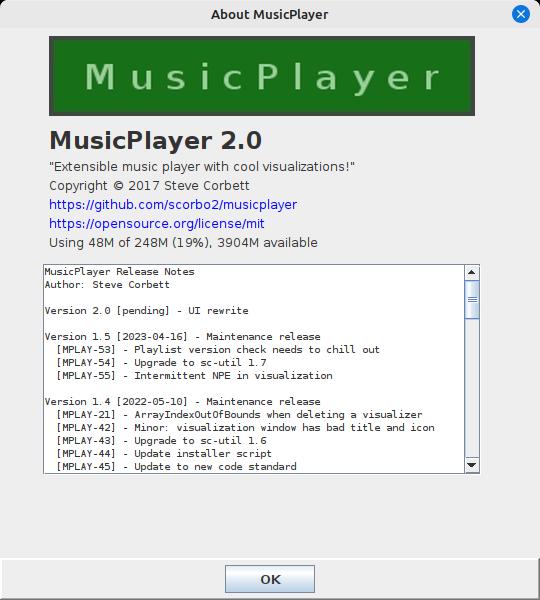 About MusicPlayer
MusicPlayer
MusicPlayer 2.0
"Extensible music player with cool visualizations!"
Copyright © 2017 Steve Corbett
https://github.com/scorbo2/musicplayer
https://opensource.org/license/mit
Using 48M of 248M (19%), 3904M available
MusicPlayer Release Notes
Author: Steve Corbett
Version 2.0 [pending] - UI rewrite
Version 1.5 [2023-04-16] - Maintenance release
[MPLAY-53] - Playlist version check needs to chill out
[MPLAY-54] - Upgrade to sc-util 1.7
[MPLAY-55] - Intermittent NPE in visualization
Version 1.4 [2022-05-10] - Maintenance release
[MPLAY-21] - ArrayIndexOutOfBounds when deleting a visualizer
[MPLAY-42] - Minor: visualization window has bad title and icon
[MPLAY-43] - Upgrade to sc-util 1.6
[MPLAY-44] - Update installer script
[MPLAY-45] - Update to new code standard
OK